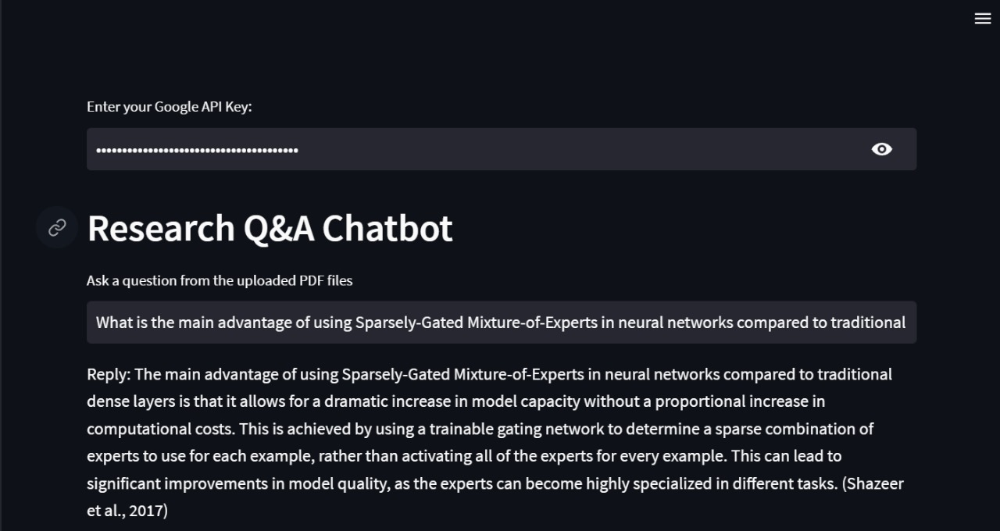 Enter your Google API Key:
••••••••••••••••••••••••••••••••••••••• 
Research Q&A Chatbot
Ask a question from the uploaded PDF files
What is the main advantage of using Sparsely-Gated Mixture-of-Experts in neural networks compared to traditional
Reply: The main advantage of using Sparsely-Gated Mixture-of-Experts in neural networks compared to traditional
dense layers is that it allows for a dramatic increase in model capacity without a proportional increase in
computational costs. This is achieved by using a trainable gating network to determine a sparse combination of
experts to use for each example, rather than activating all of the experts for every example. This can lead to
significant improvements in model quality, as the experts can become highly specialized in different tasks. (Shazeer
et al., 2017)